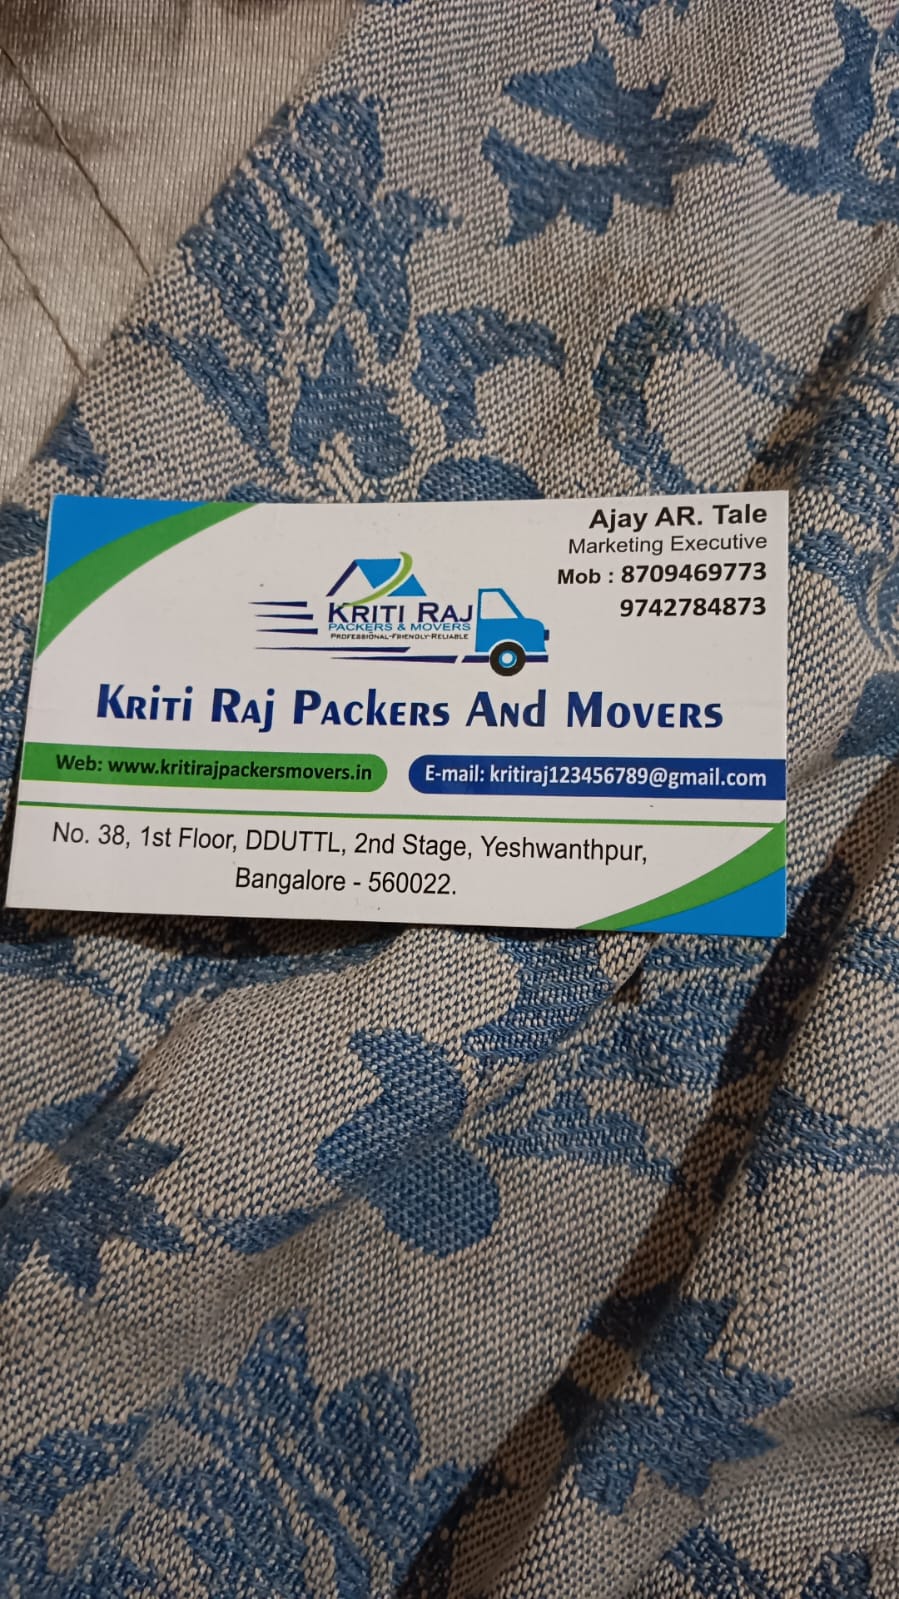 Ajay AR. Tale
Marketing Executive
Mob : 8709469773
9742784873
KRITI RAJ
PACKERS & MOVERS
PROFESSIONAL-FRIENDLY-RELIABLE
KRITI RAJ PACKERS AND MOVERS
Web: www.kritirajpackersmovers.in
E-mail: kritiraj123456789@gmail.com
No. 38, 1st Floor, DDUTTL, 2nd Stage, Yeshwanthpur,
Bangalore - 560022.